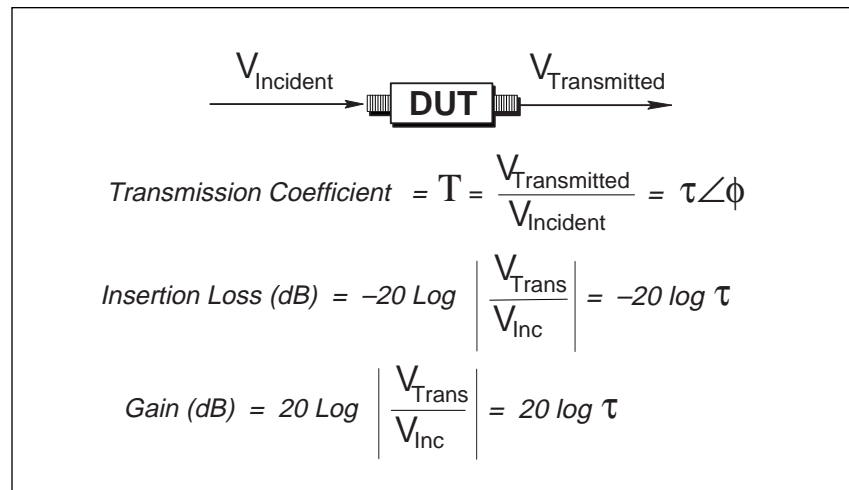 V_Incident DUT V_Transmitted
Transmission Coefficient = T = V_Transmitted / V_Incident = τ∠ϕ
Insertion Loss (dB) = –20 Log | V_Trans / V_Inc | = –20 log τ
Gain (dB) = 20 Log | V_Trans / V_Inc | = 20 log τ